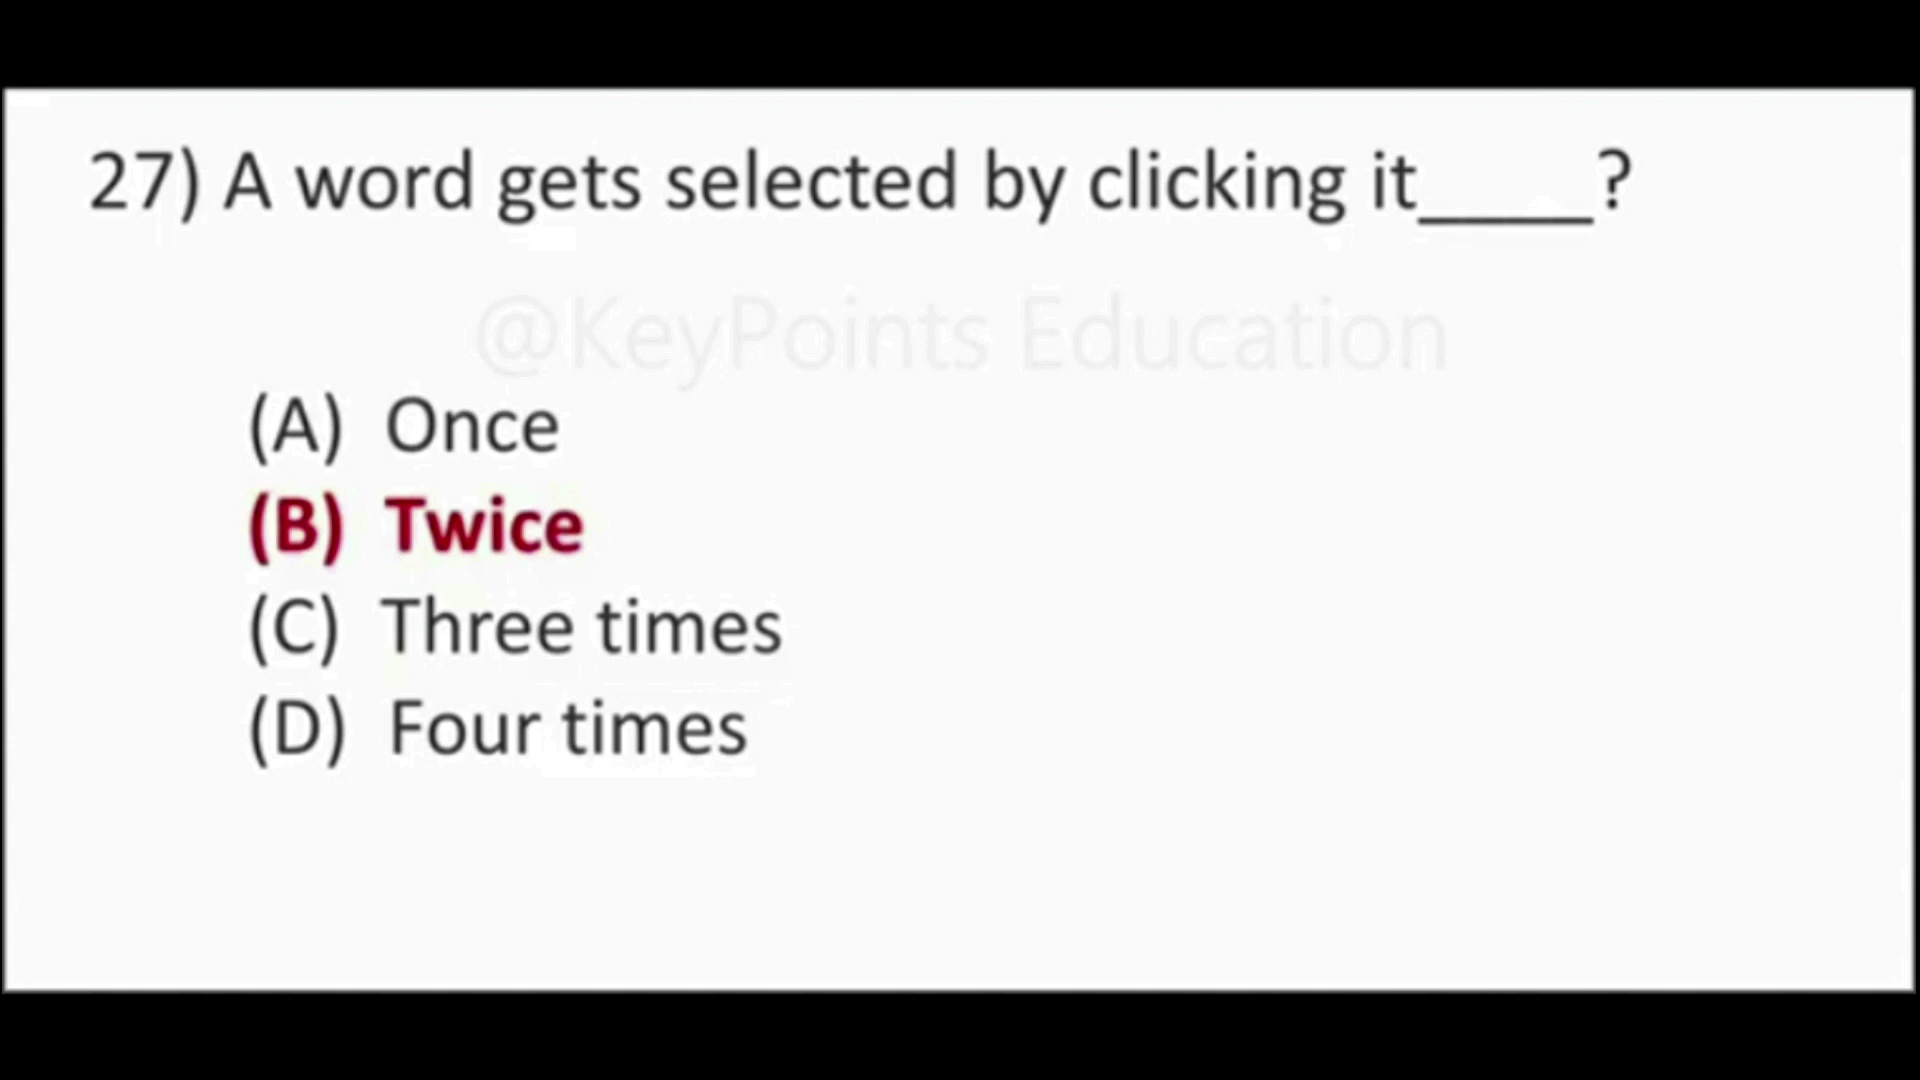 27) A word gets selected by clicking it____?
@KeyPoints Education
(A) Once
(B) Twice
(C) Three times
(D) Four times